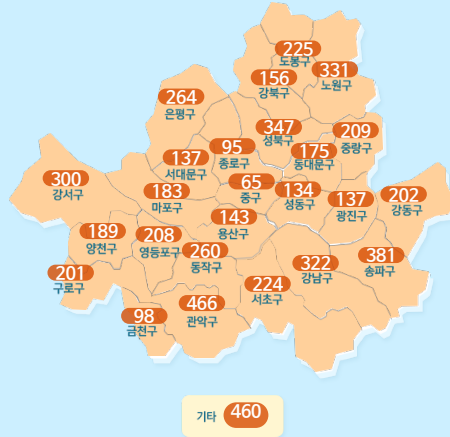 225
도봉구
331
노원구
156
강북구
264
은평구
347
성북구
209
중랑구
95
종로구
175
동대문구
137
서대문구
300
강서구
183
마포구
65
중구
134
성동구
137
광진구
202
강동구
143
용산구
189
양천구
208
영등포구
260
동작구
381
송파구
322
강남구
201
구로구
224
서초구
466
관악구
98
금천구
기타 460